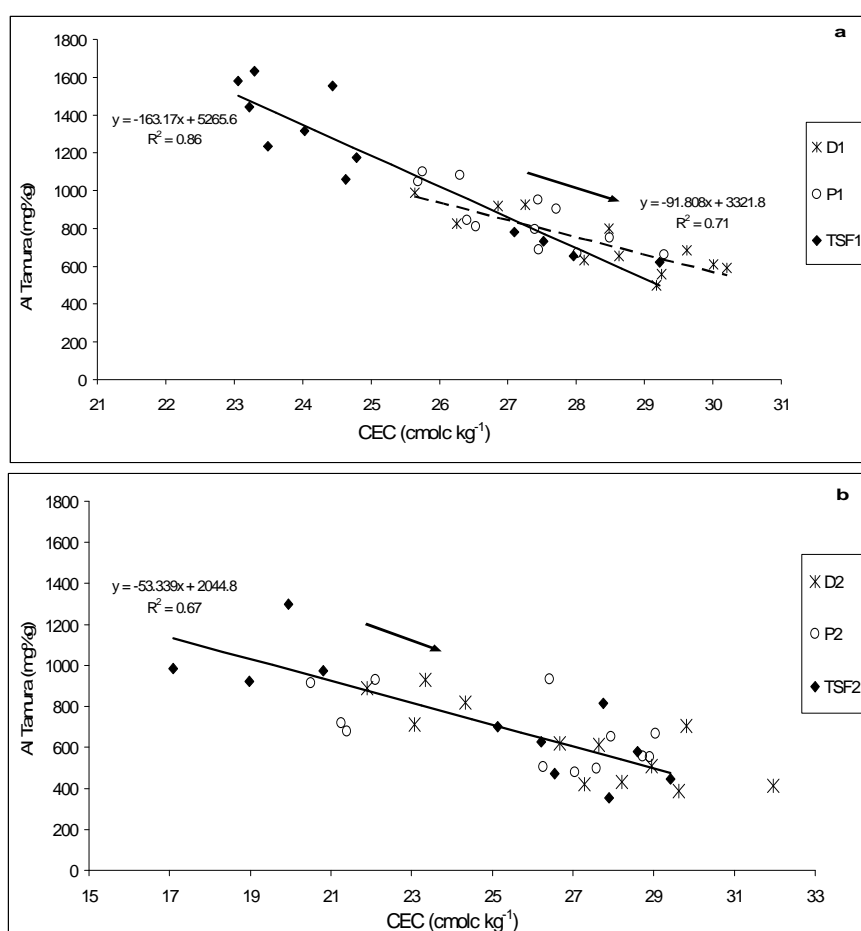 a
1800
1600
1400
1200
1000
800
600
400
200
0
Al Tamura (mg%g)
y = -163.17x + 5265.6
R² = 0.86
y = -91.808x + 3321.8
R² = 0.71
D1
P1
TSF1
21 22 23 24 25 26 27 28 29 30 31
CEC (cmolc kg⁻¹)
b
1800
1600
1400
1200
1000
800
600
400
200
0
Al Tamura (mg%g)
y = -53.339x + 2044.8
R² = 0.67
D2
P2
TSF2
15 17 19 21 23 25 27 29 31 33
CEC (cmolc kg⁻¹)